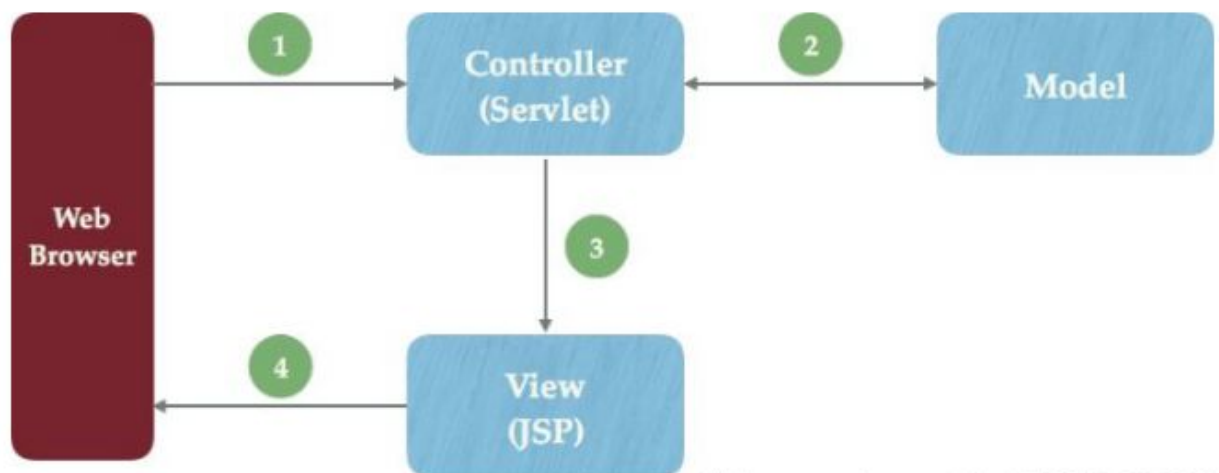 1
Controller
(Servlet)
2
Model
Web
Browser
3
4
View
(JSP)